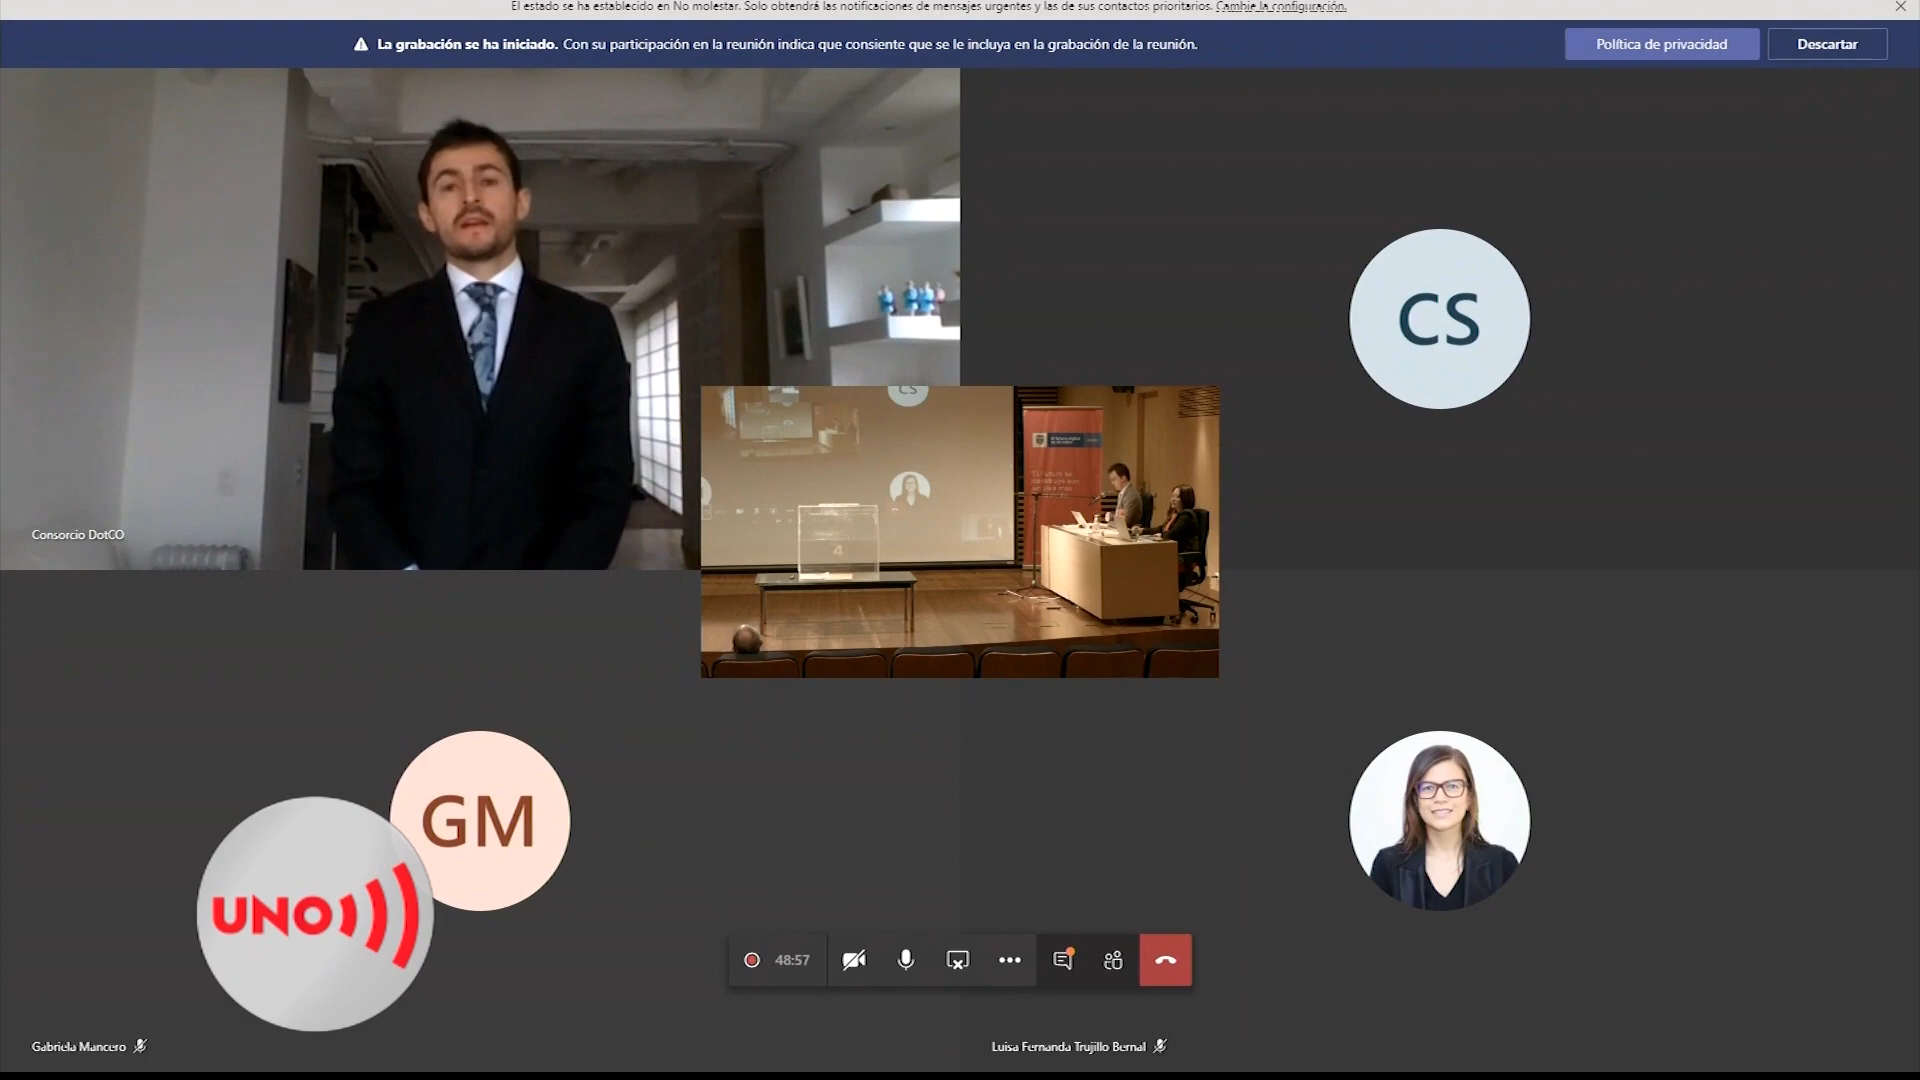 El estado se ha establecido en No molestar. Solo obtendrá las notificaciones de mensajes urgentes y las de sus contactos prioritarios. Cambie la configuración.
La grabación se ha iniciado. Con su participación en la reunión indica que consiente que se le incluya en la grabación de la reunión.
Política de privacidad
Descartar
CS
CS
4
Consorcio DotCO
GM
UNO
48:57
Gabriela Mancero
Luisa Fernanda Trujillo Bernal